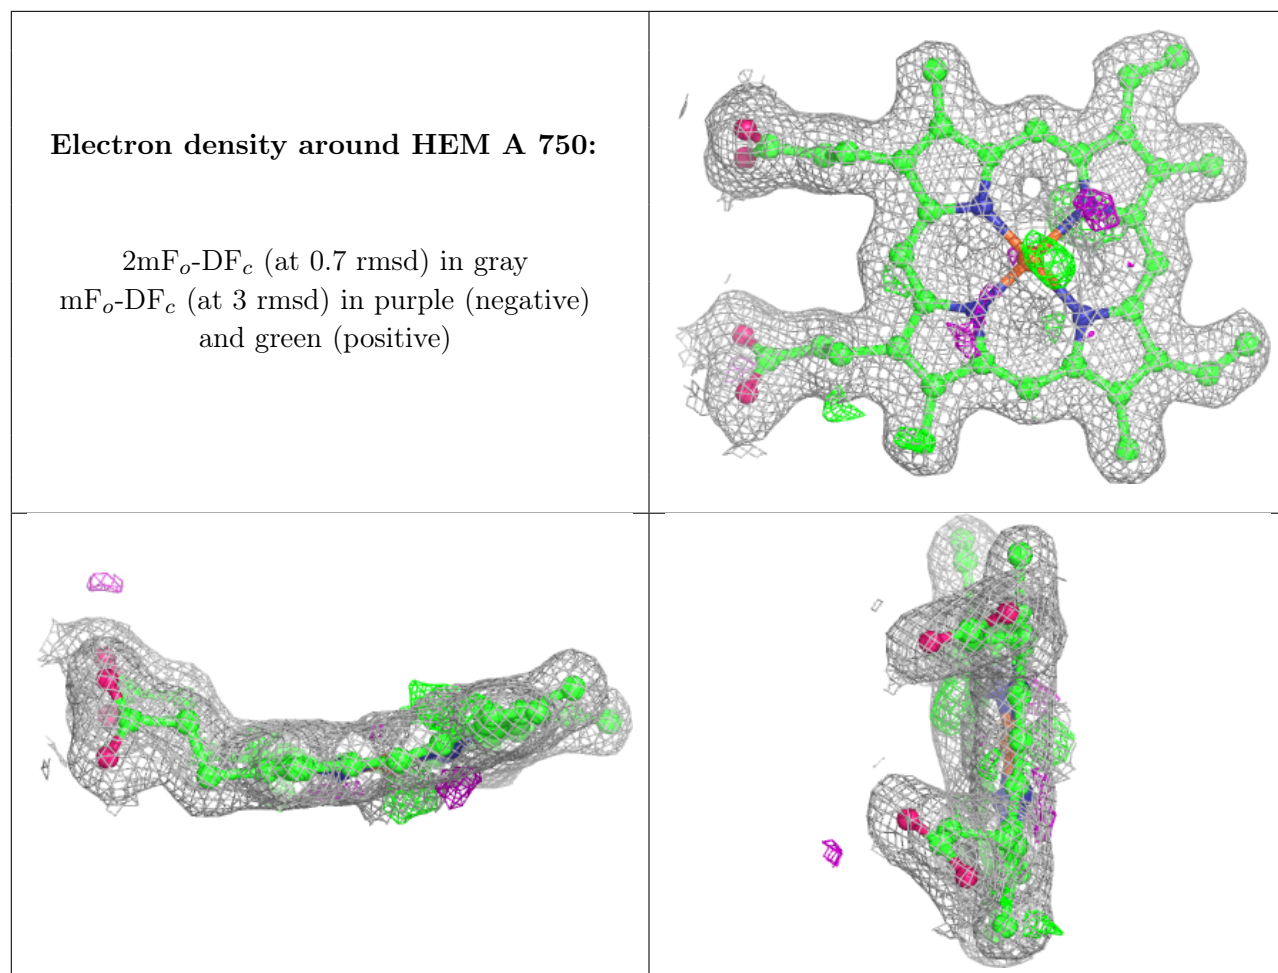 Electron density around HEM A 750:
2mFo-DFc (at 0.7 rmsd) in gray
mFo-DFc (at 3 rmsd) in purple (negative)
and green (positive)